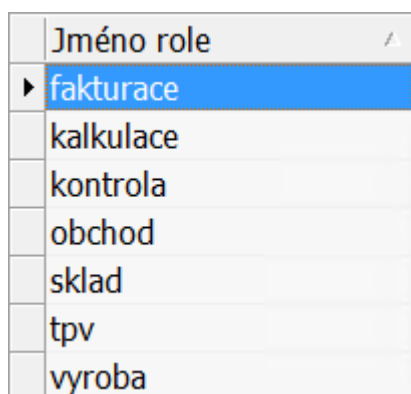 Jméno role
fakturace
kalkulace
kontrola
obchod
sklad
tpv
vyroba